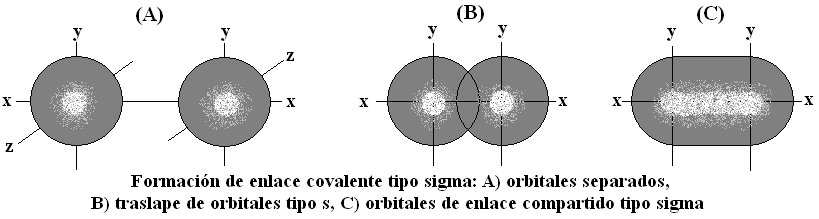 (A) (B) (C)
y y y y y y
z
x x x x x x
z
Formación de enlace covalente tipo sigma: A) orbitales separados,
B) traslape de orbitales tipo s, C) orbitales de enlace compartido tipo sigma